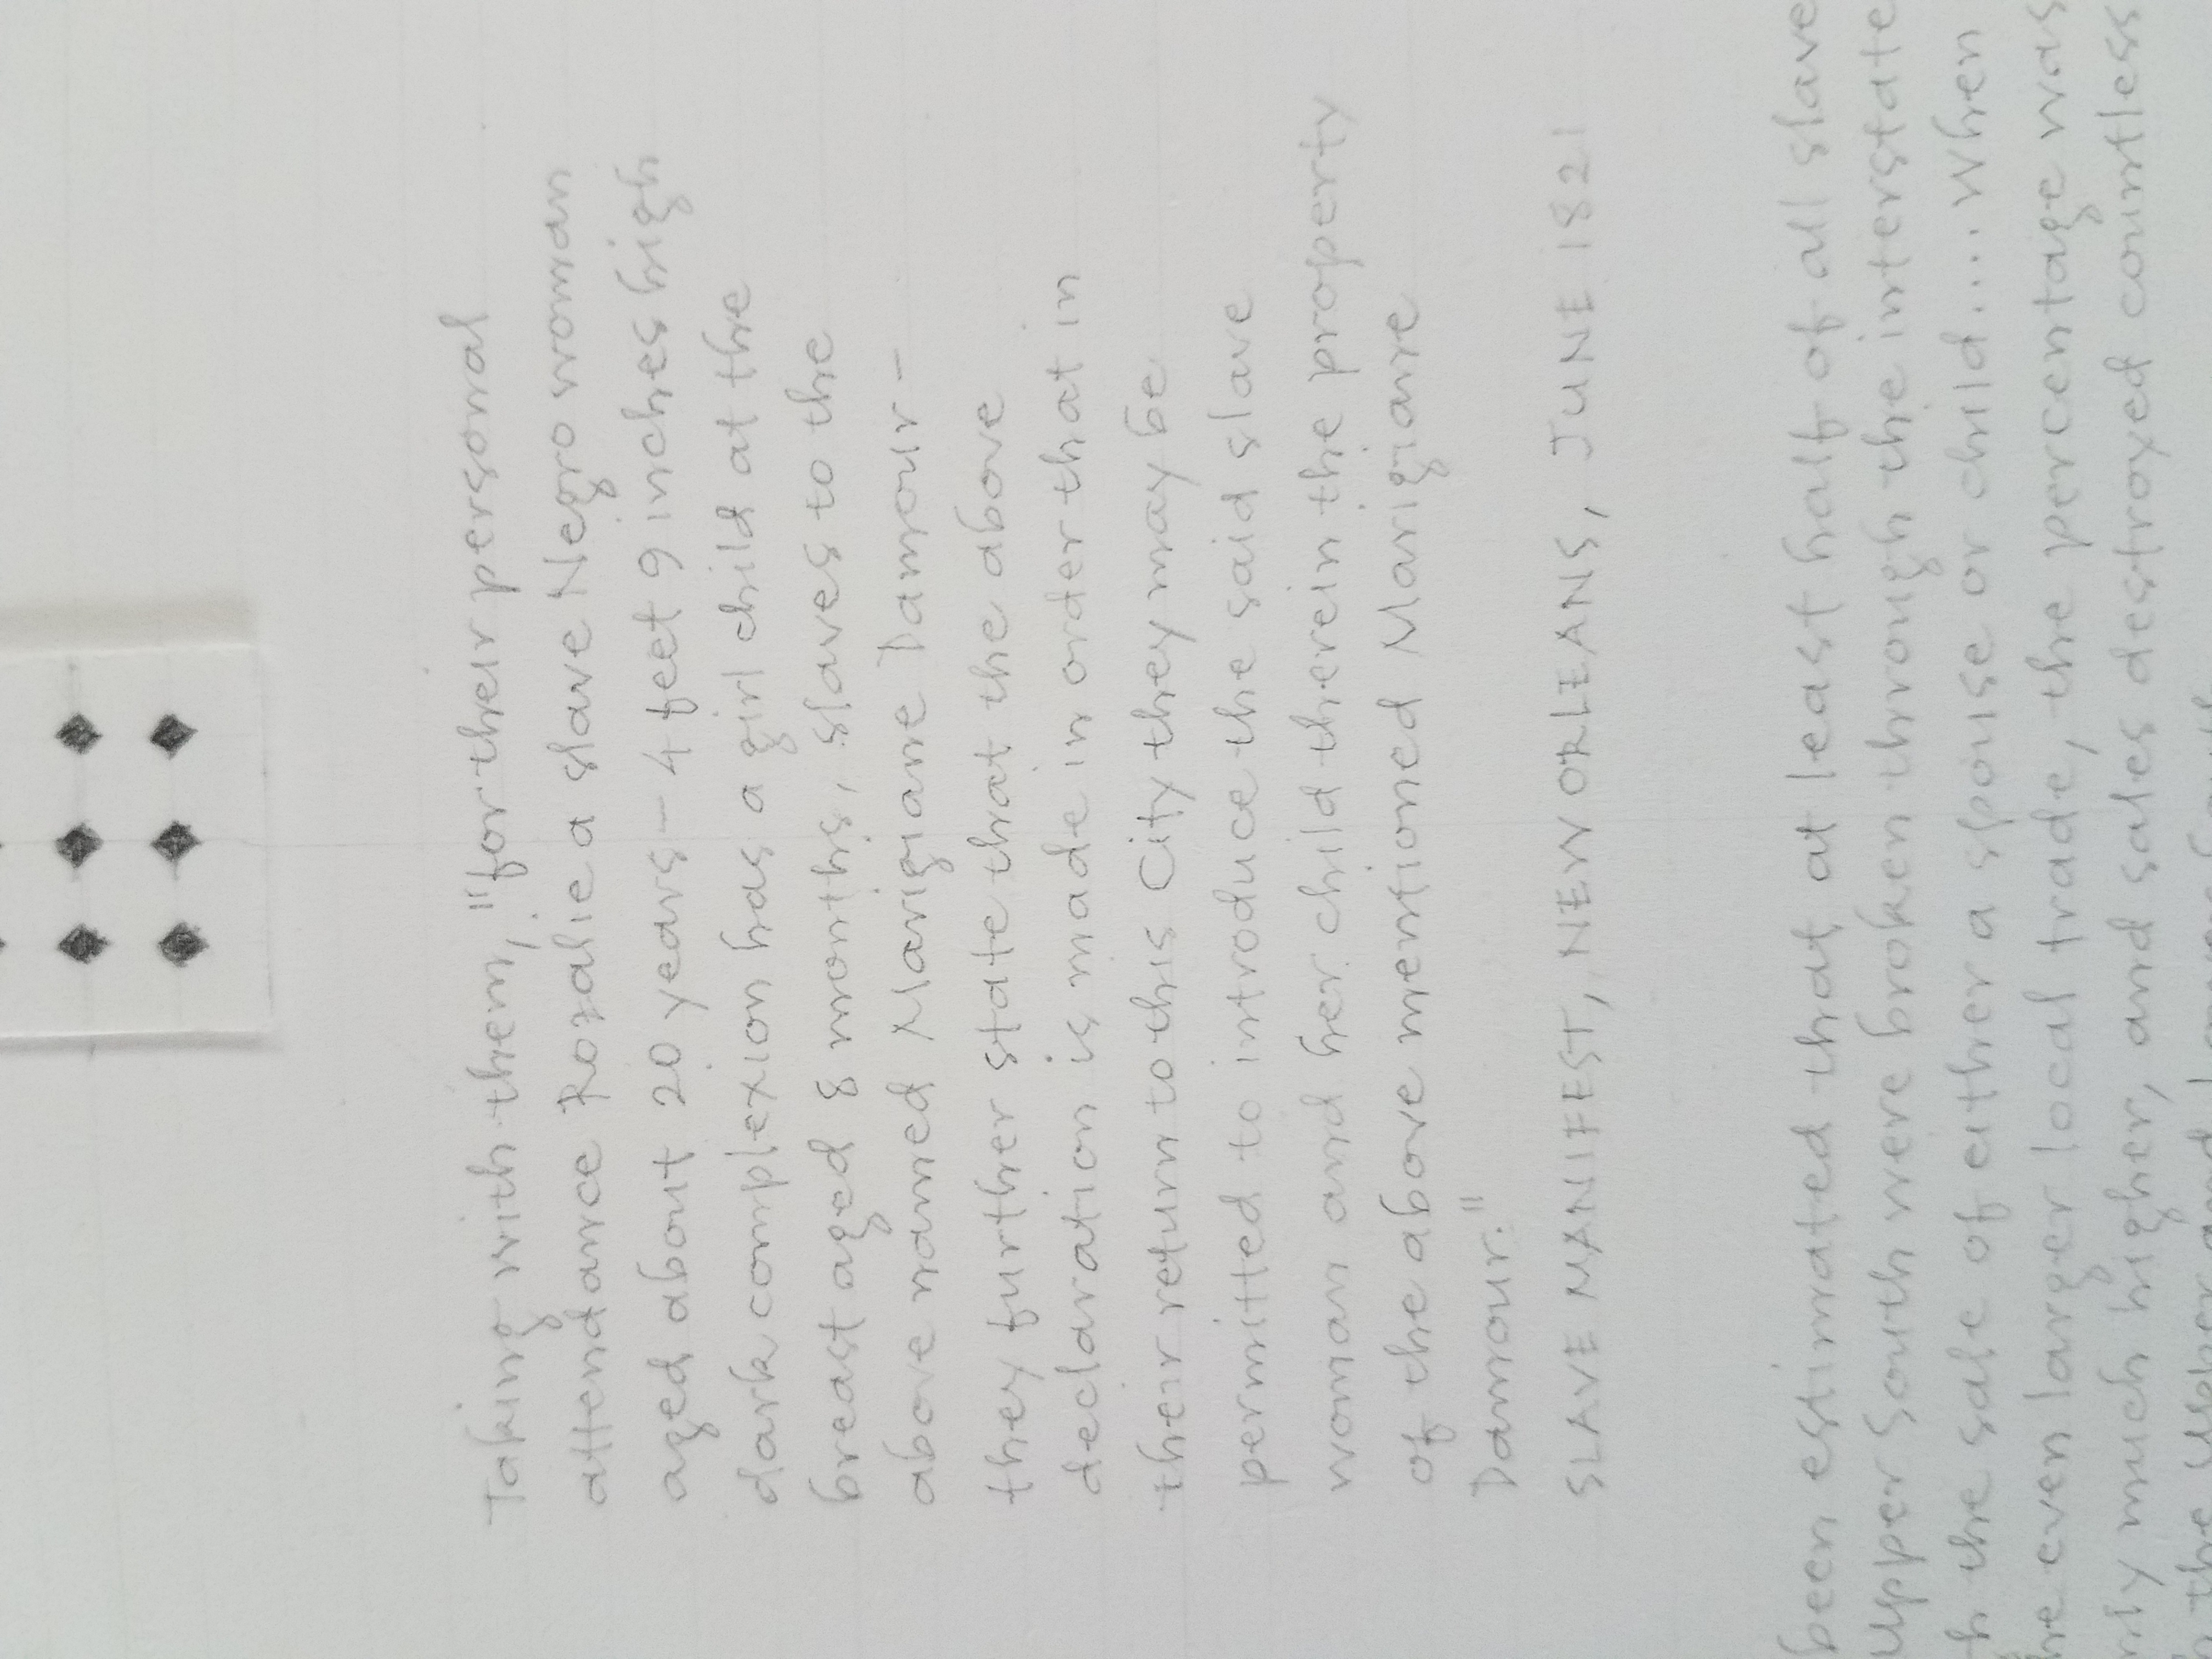 Taking with them, "for their personal
attendance Rozalie a slave Negro woman
aged about 20 years – 4 feet 9 inches high
dark complexion has a girl child at the
breast aged 8 months, slaves to the
above named Marigiane Damour –
they further state that the above
declaration is made in order that in
their return to this City they may be
permitted to introduce the said slave
woman and her child therein the property
of the above mentioned Marigiane
Damour."
SLAVE MANIFEST, NEW ORLEANS, JUNE 1821
been estimated that at least half of all slave
Upper South were broken through the interstate
h the sale of either a spouse or child.... When
he even larger local trade, the percentage was
nly much higher, and sales destroyed countless
the Upper and Lower South